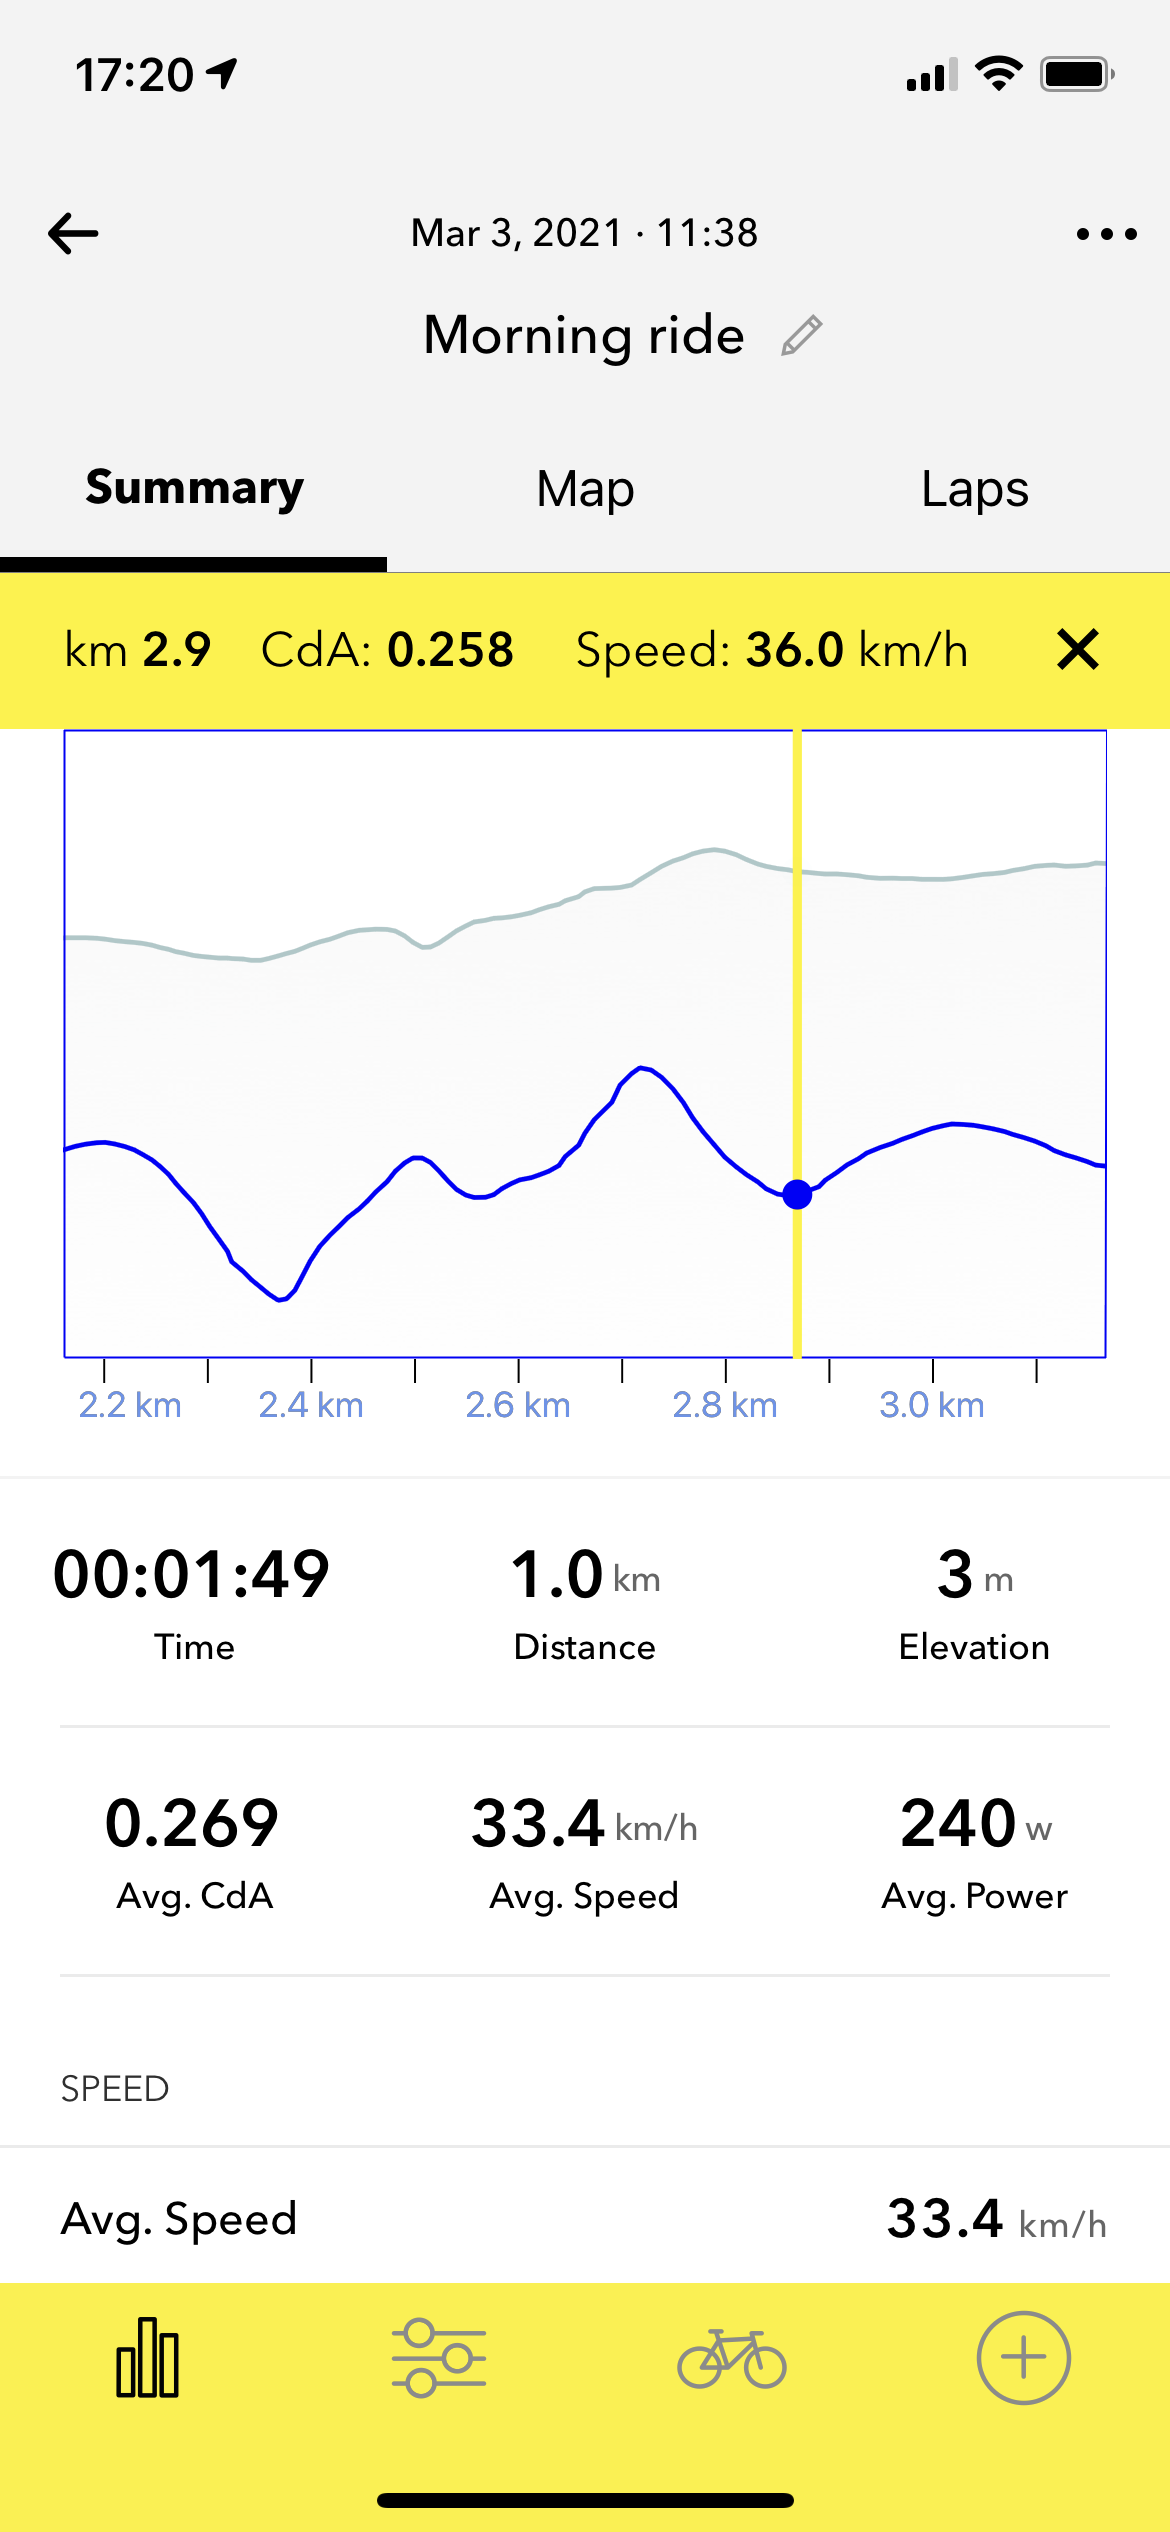 17:20
Mar 3, 2021 · 11:38
Morning ride
Summary Map Laps
km 2.9 CdA: 0.258 Speed: 36.0 km/h
2.2 km 2.4 km 2.6 km 2.8 km 3.0 km
00:01:49 1.0 km 3 m
Time Distance Elevation
0.269 33.4 km/h 240 w
Avg. CdA Avg. Speed Avg. Power
SPEED
Avg. Speed 33.4 km/h